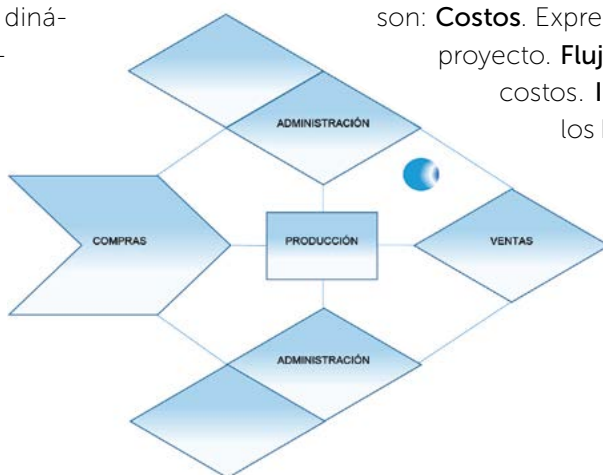 diná-
-
son: Costos. Expre
proyecto. Fluj
costos. I
los
ADMINISTRACIÓN
COMPRAS
PRODUCCIÓN
VENTAS
ADMINISTRACIÓN